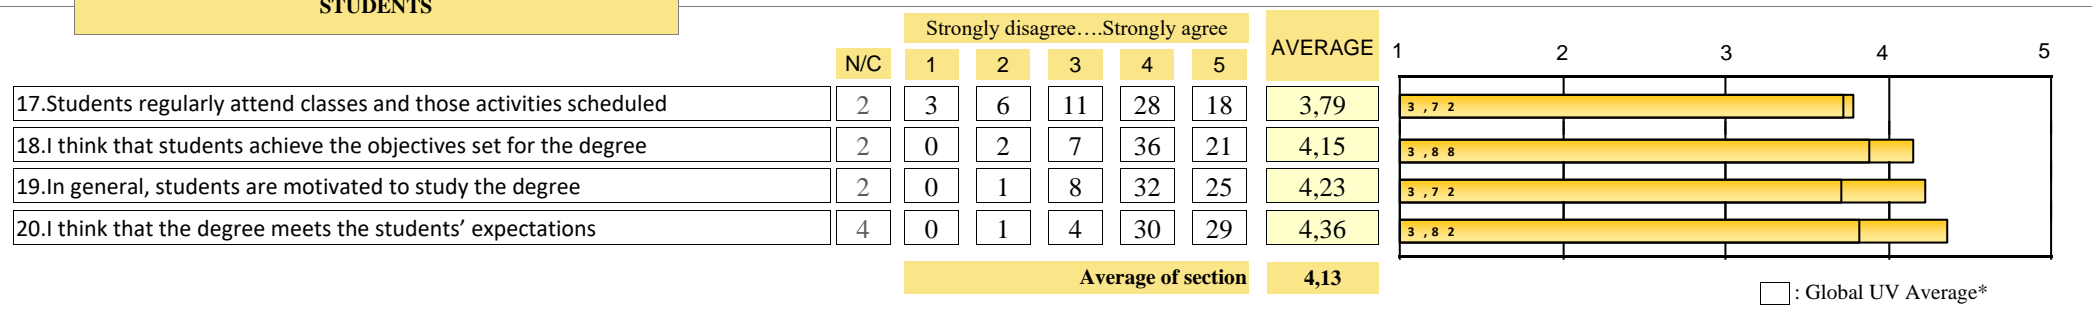 STUDENTS
Strongly disagree….Strongly agree
AVERAGE
N/C 1 2 3 4 5
1 2 3 4 5
17.Students regularly attend classes and those activities scheduled 2 3 6 11 28 18 3,79 3,72
18.I think that students achieve the objectives set for the degree 2 0 2 7 36 21 4,15 3,88
19.In general, students are motivated to study the degree 2 0 1 8 32 25 4,23 3,72
20.I think that the degree meets the students’ expectations 4 0 1 4 30 29 4,36 3,82
Average of section 4,13
: Global UV Average*